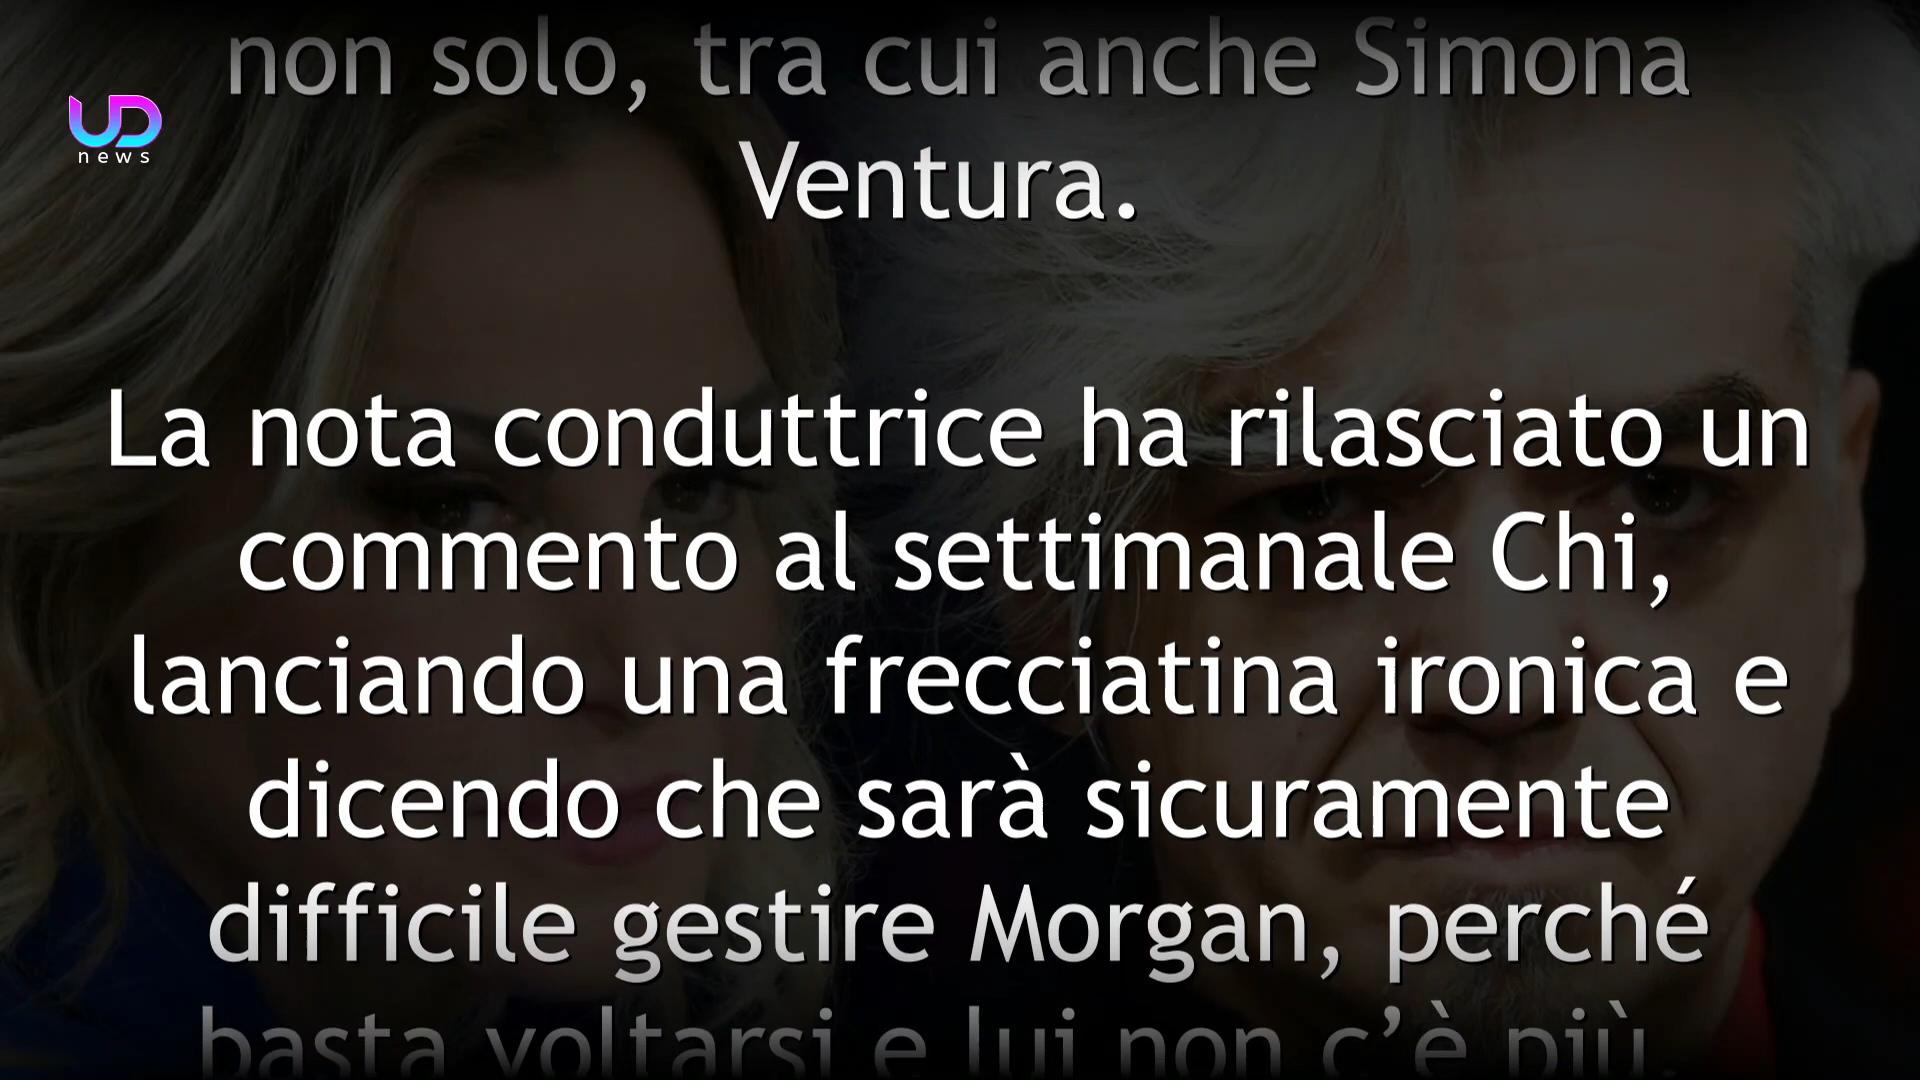 non solo, tra cui anche Simona
UD
news
Ventura.
La nota conduttrice ha rilasciato un
commento al settimanale Chi,
lanciando una frecciatina ironica e
dicendo che sarà sicuramente
difficile gestire Morgan, perché
basta voltarsi e lui non c’è più.